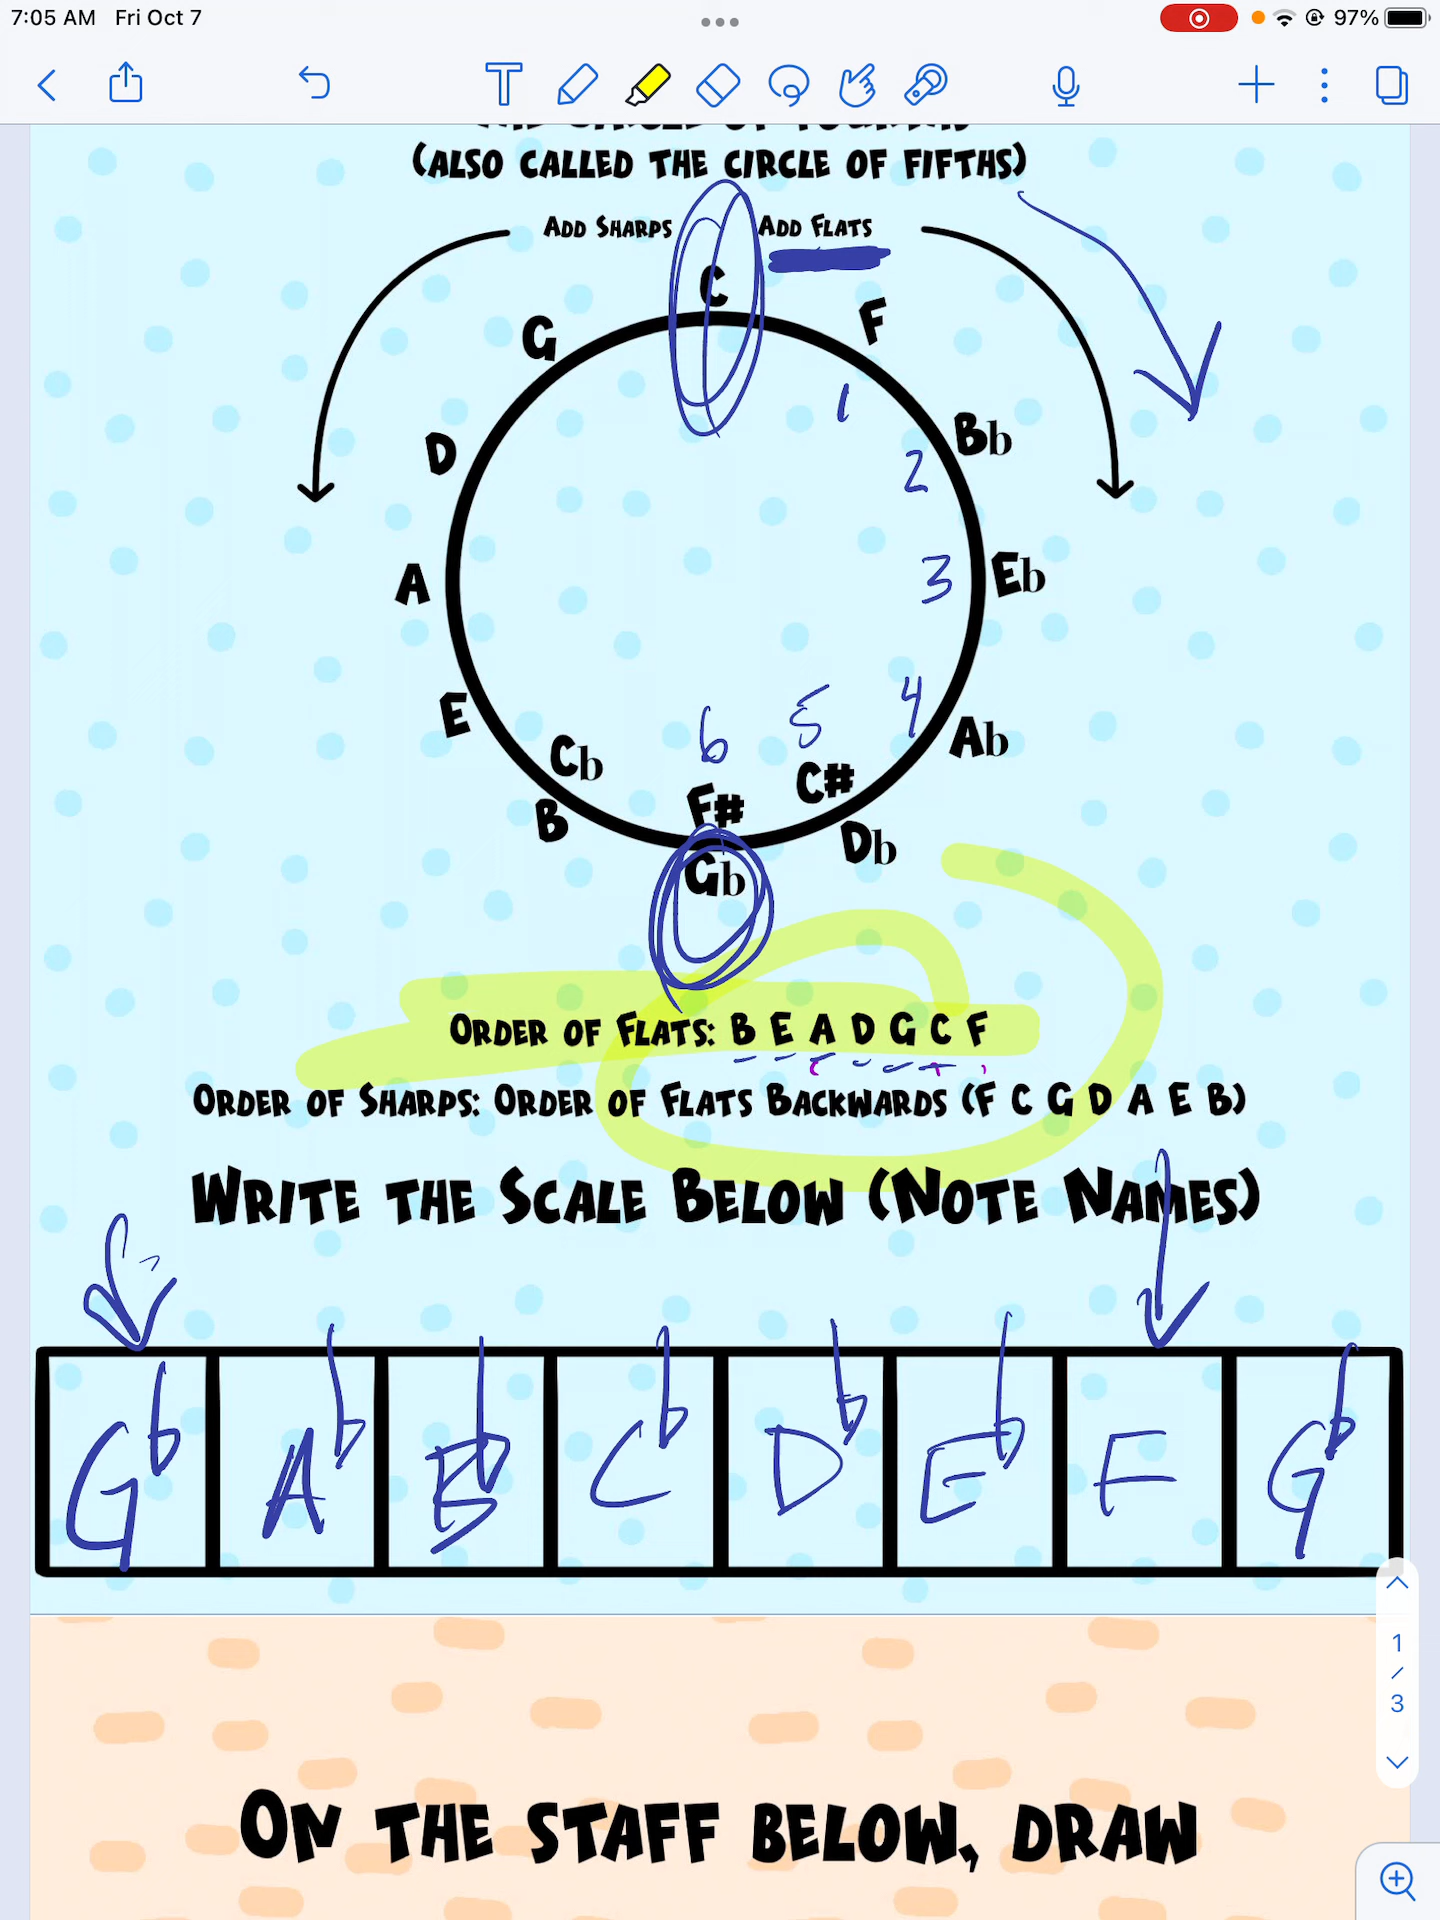 7:05 AM Fri Oct 7
97%
(ALSO CALLED THE CIRCLE OF FIFTHS)
ADD SHARPS ADD FLATS
C
G F
1
D Bb
2
A 3 Eb
E 6 5 4 Ab
Cb C#
B F# Db
Gb
ORDER OF FLATS: B E A D G C F
ORDER OF SHARPS: ORDER OF FLATS BACKWARDS (F C G D A E B)
WRITE THE SCALE BELOW (NOTE NAMES)
Gb Ab Bb Cb Db Eb F Gb
1
/
3
ON THE STAFF BELOW, DRAW